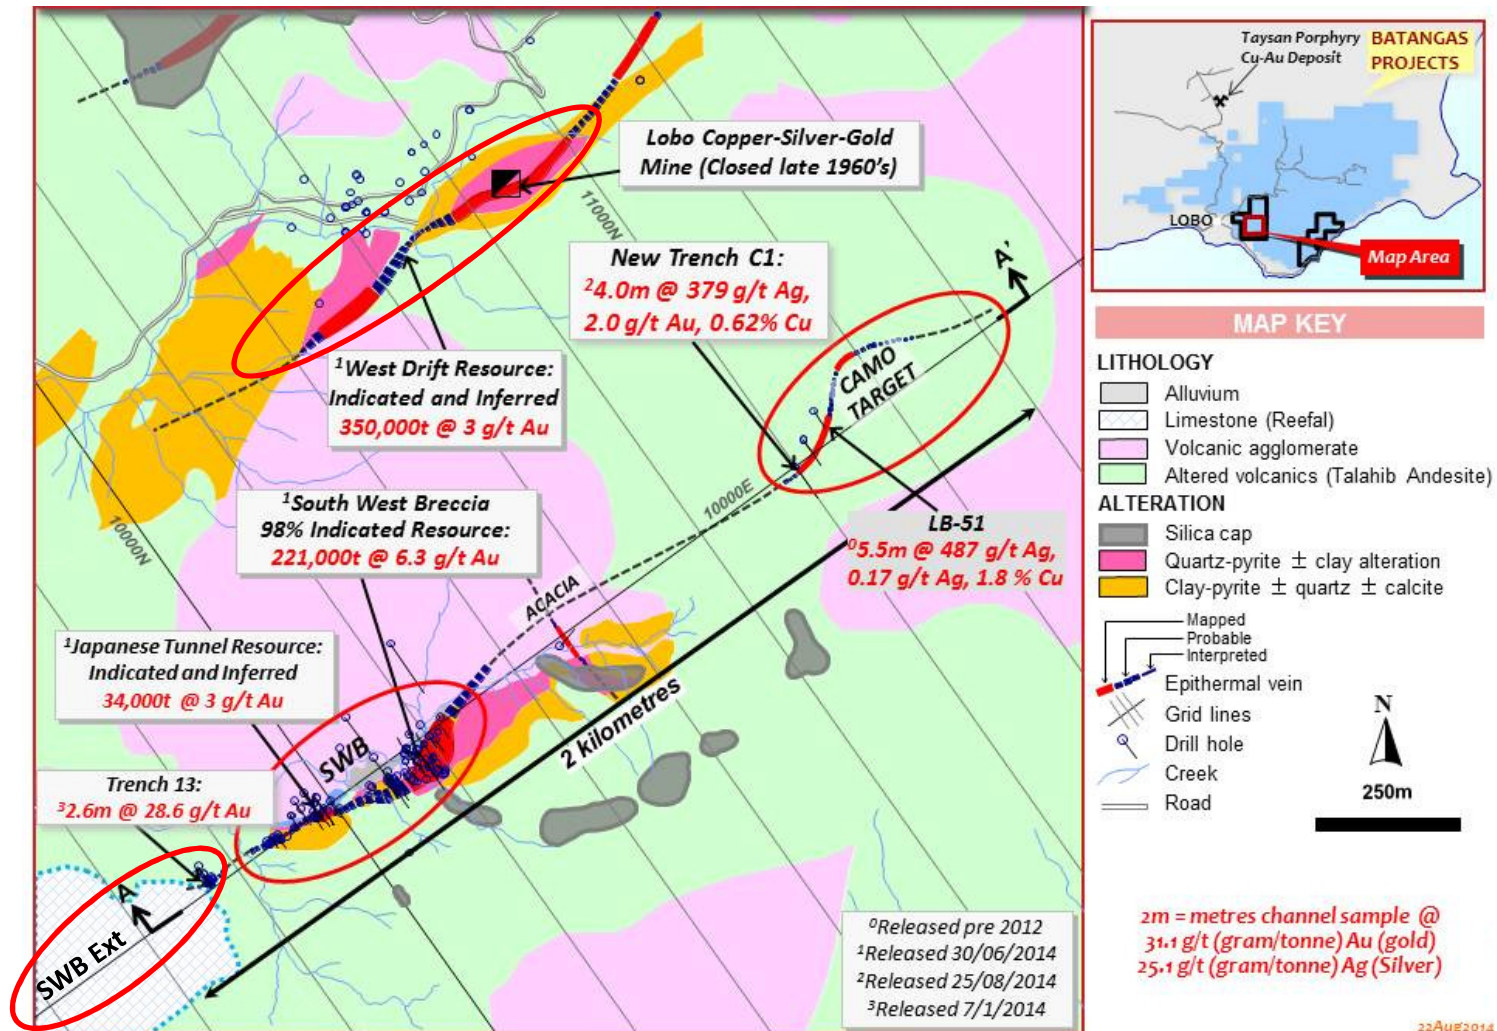 Lobo Copper-Silver-Gold
Mine (Closed late 1960's)
11000N
New Trench C1:
²4.0m @ 379 g/t Ag,
2.0 g/t Au, 0.62% Cu
A'
CAMO
TARGET
¹West Drift Resource:
Indicated and Inferred
350,000t @ 3 g/t Au
10000N
¹South West Breccia
98% Indicated Resource:
221,000t @ 6.3 g/t Au
10000E
LB-51
⁰5.5m @ 487 g/t Ag,
0.17 g/t Ag, 1.8 % Cu
ACACIA
¹Japanese Tunnel Resource:
Indicated and Inferred
34,000t @ 3 g/t Au
2 kilometres
SWB
Trench 13:
³2.6m @ 28.6 g/t Au
A
SWB Ext
⁰Released pre 2012
¹Released 30/06/2014
²Released 25/08/2014
³Released 7/1/2014
Taysan Porphyry
Cu-Au Deposit
BATANGAS
PROJECTS
LOBO
Map Area
MAP KEY
LITHOLOGY
Alluvium
Limestone (Reefal)
Volcanic agglomerate
Altered volcanics (Talahib Andesite)
ALTERATION
Silica cap
Quartz-pyrite ± clay alteration
Clay-pyrite ± quartz ± calcite
Mapped
Probable
Interpreted
Epithermal vein
Grid lines
Drill hole
Creek
Road
N
250m
2m = metres channel sample @
31.1 g/t (gram/tonne) Au (gold)
25.1 g/t (gram/tonne) Ag (Silver)
22Aug2014